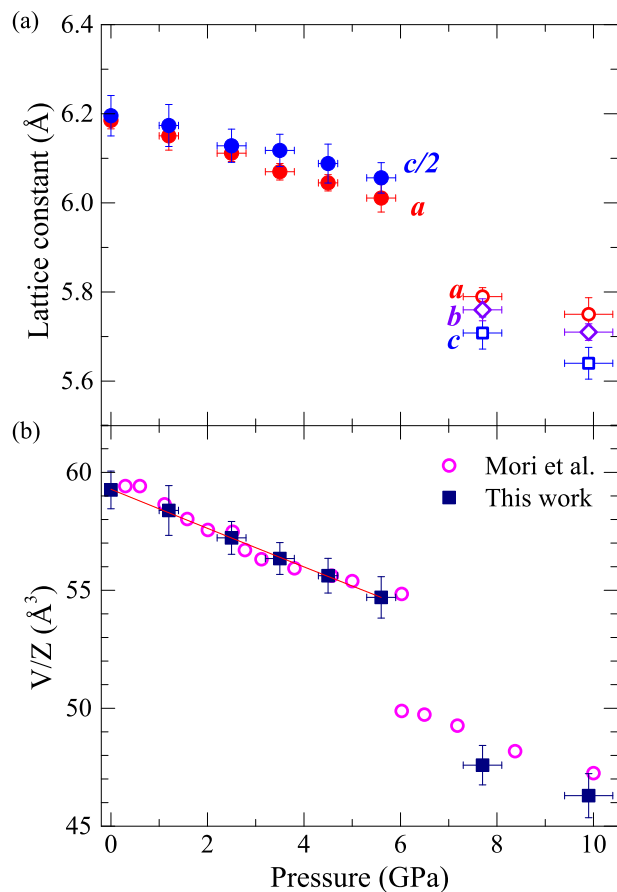 (a)
6.4
6.2
6.0
5.8
5.6
Lattice constant (Å)
c/2
a
a
b
c
(b)
60
55
50
45
V/Z (Å³)
Mori et al.
This work
0 2 4 6 8 10
Pressure (GPa)